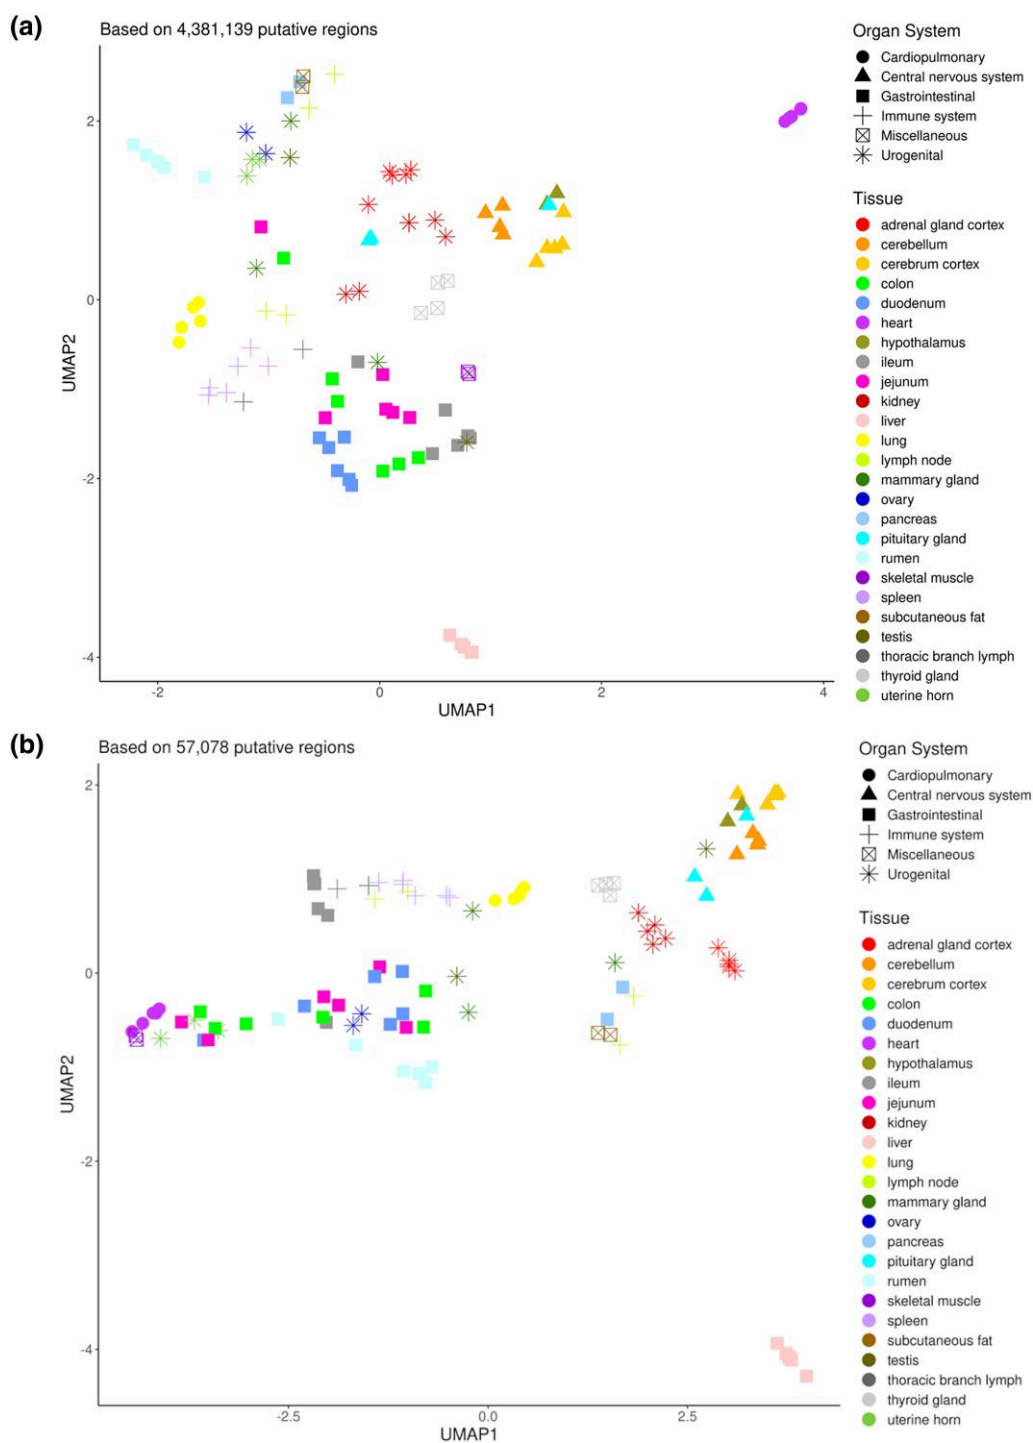 (a)
Based on 4,381,139 putative regions
UMAP2
2
0
-2
-4
-2
0
2
4
UMAP1
Organ System
Cardiopulmonary
Central nervous system
Gastrointestinal
Immune system
Miscellaneous
Urogenital
Tissue
adrenal gland cortex
cerebellum
cerebrum cortex
colon
duodenum
heart
hypothalamus
ileum
jejunum
kidney
liver
lung
lymph node
mammary gland
ovary
pancreas
pituitary gland
rumen
skeletal muscle
spleen
subcutaneous fat
testis
thoracic branch lymph
thyroid gland
uterine horn
(b)
Based on 57,078 putative regions
UMAP2
2
0
-2
-4
-2.5
0.0
2.5
UMAP1
Organ System
Cardiopulmonary
Central nervous system
Gastrointestinal
Immune system
Miscellaneous
Urogenital
Tissue
adrenal gland cortex
cerebellum
cerebrum cortex
colon
duodenum
heart
hypothalamus
ileum
jejunum
kidney
liver
lung
lymph node
mammary gland
ovary
pancreas
pituitary gland
rumen
skeletal muscle
spleen
subcutaneous fat
testis
thoracic branch lymph
thyroid gland
uterine horn